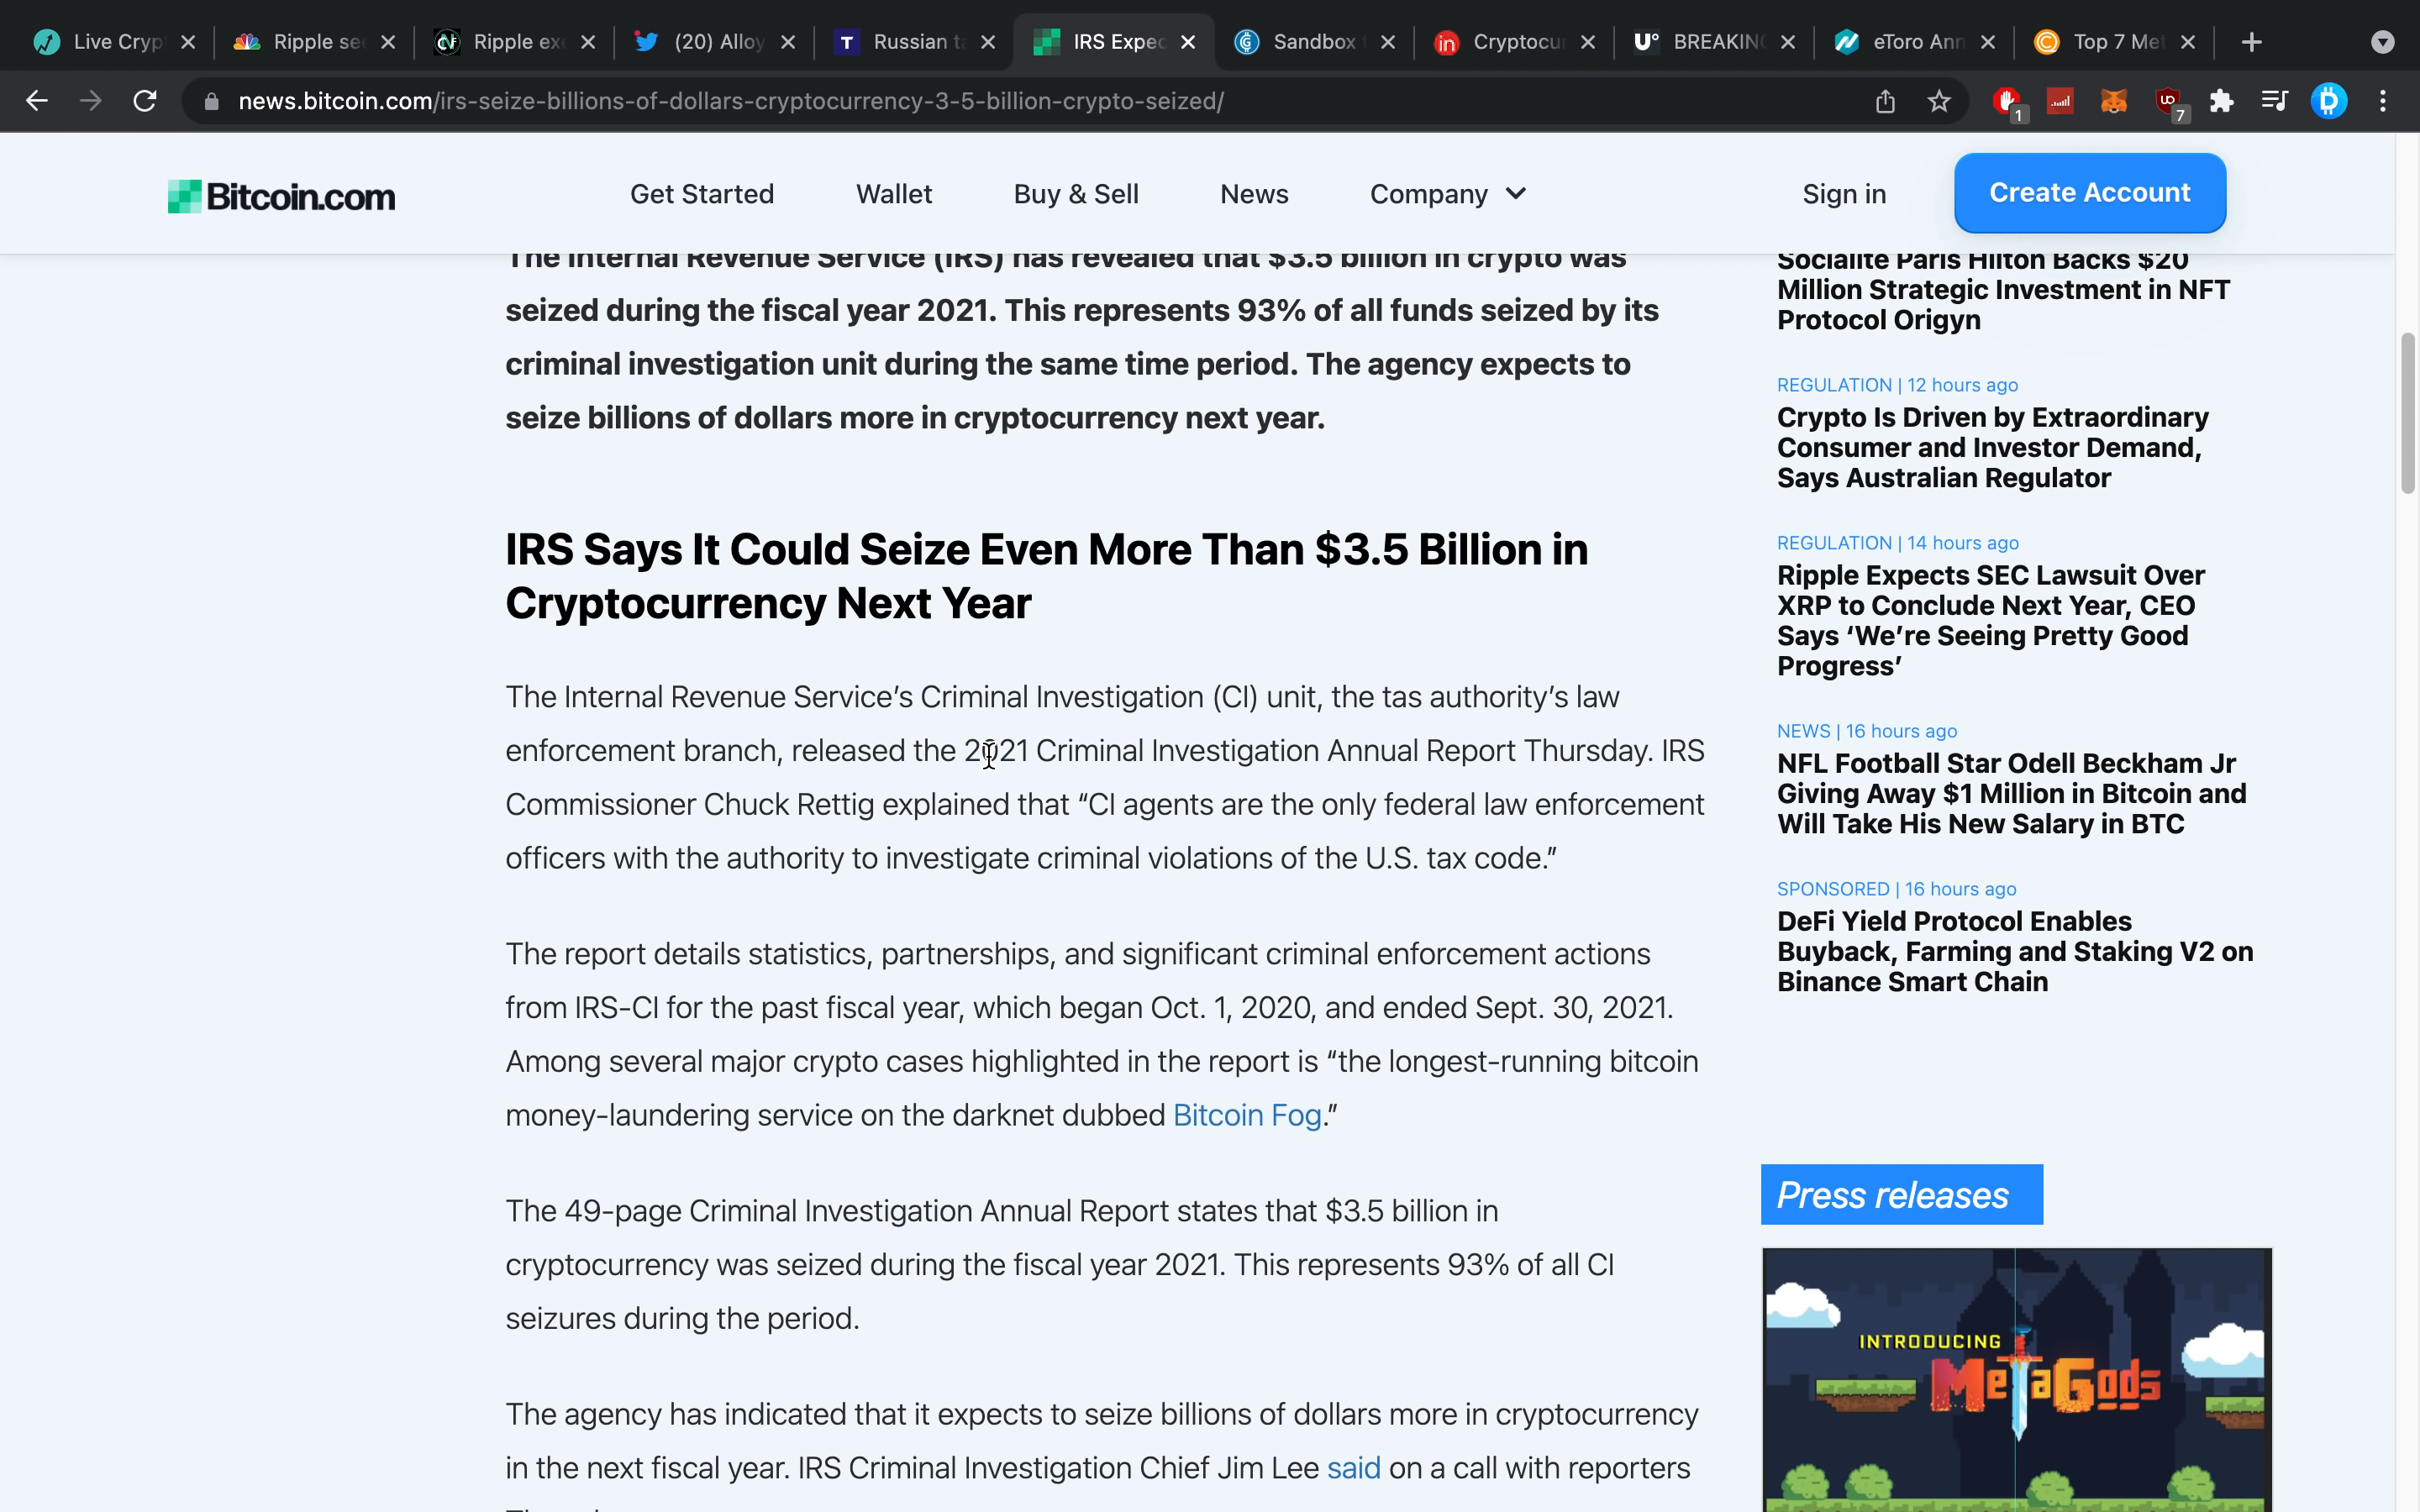 Live Cryp
Ripple see
Ripple exe
(20) Alloy
Russian ta
IRS Expec
Sandbox
Cryptocur
BREAKING
eToro Ann
Top 7 Met
news.bitcoin.com/irs-seize-billions-of-dollars-cryptocurrency-3-5-billion-crypto-seized/
1
7
Bitcoin.com
Get Started
Wallet
Buy & Sell
News
Company
Sign in
Create Account
The Internal Revenue Service (IRS) has revealed that $3.5 billion in crypto was
seized during the fiscal year 2021. This represents 93% of all funds seized by its
criminal investigation unit during the same time period. The agency expects to
seize billions of dollars more in cryptocurrency next year.
IRS Says It Could Seize Even More Than $3.5 Billion in
Cryptocurrency Next Year
The Internal Revenue Service’s Criminal Investigation (CI) unit, the tas authority’s law
enforcement branch, released the 2021 Criminal Investigation Annual Report Thursday. IRS
Commissioner Chuck Rettig explained that “CI agents are the only federal law enforcement
officers with the authority to investigate criminal violations of the U.S. tax code.”
The report details statistics, partnerships, and significant criminal enforcement actions
from IRS-CI for the past fiscal year, which began Oct. 1, 2020, and ended Sept. 30, 2021.
Among several major crypto cases highlighted in the report is “the longest-running bitcoin
money-laundering service on the darknet dubbed Bitcoin Fog.”
The 49-page Criminal Investigation Annual Report states that $3.5 billion in
cryptocurrency was seized during the fiscal year 2021. This represents 93% of all CI
seizures during the period.
The agency has indicated that it expects to seize billions of dollars more in cryptocurrency
in the next fiscal year. IRS Criminal Investigation Chief Jim Lee said on a call with reporters
Socialite Paris Hilton Backs $20
Million Strategic Investment in NFT
Protocol Origyn
REGULATION | 12 hours ago
Crypto Is Driven by Extraordinary
Consumer and Investor Demand,
Says Australian Regulator
REGULATION | 14 hours ago
Ripple Expects SEC Lawsuit Over
XRP to Conclude Next Year, CEO
Says ‘We’re Seeing Pretty Good
Progress’
NEWS | 16 hours ago
NFL Football Star Odell Beckham Jr
Giving Away $1 Million in Bitcoin and
Will Take His New Salary in BTC
SPONSORED | 16 hours ago
DeFi Yield Protocol Enables
Buyback, Farming and Staking V2 on
Binance Smart Chain
Press releases
INTRODUCING
MeTaGods